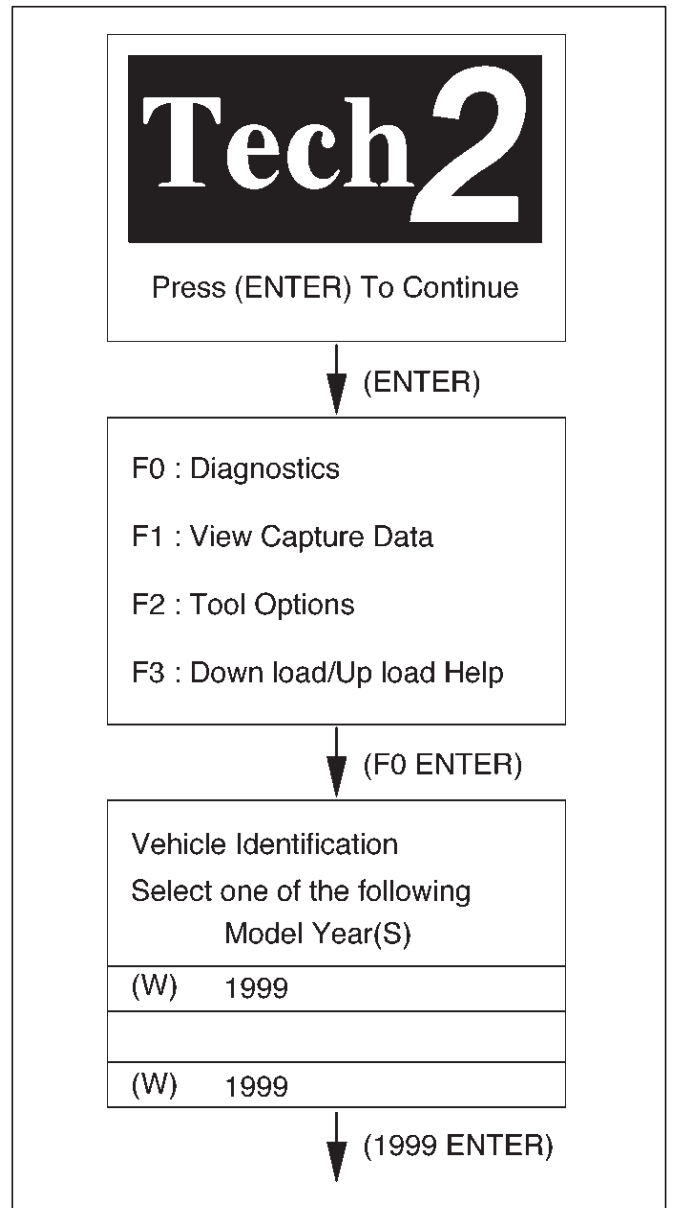 Tech2
Press (ENTER) To Continue
(ENTER)
F0 : Diagnostics
F1 : View Capture Data
F2 : Tool Options
F3 : Down load/Up load Help
(F0 ENTER)
Vehicle Identification
Select one of the following
Model Year(S)
(W) 1999
(W) 1999
(1999 ENTER)